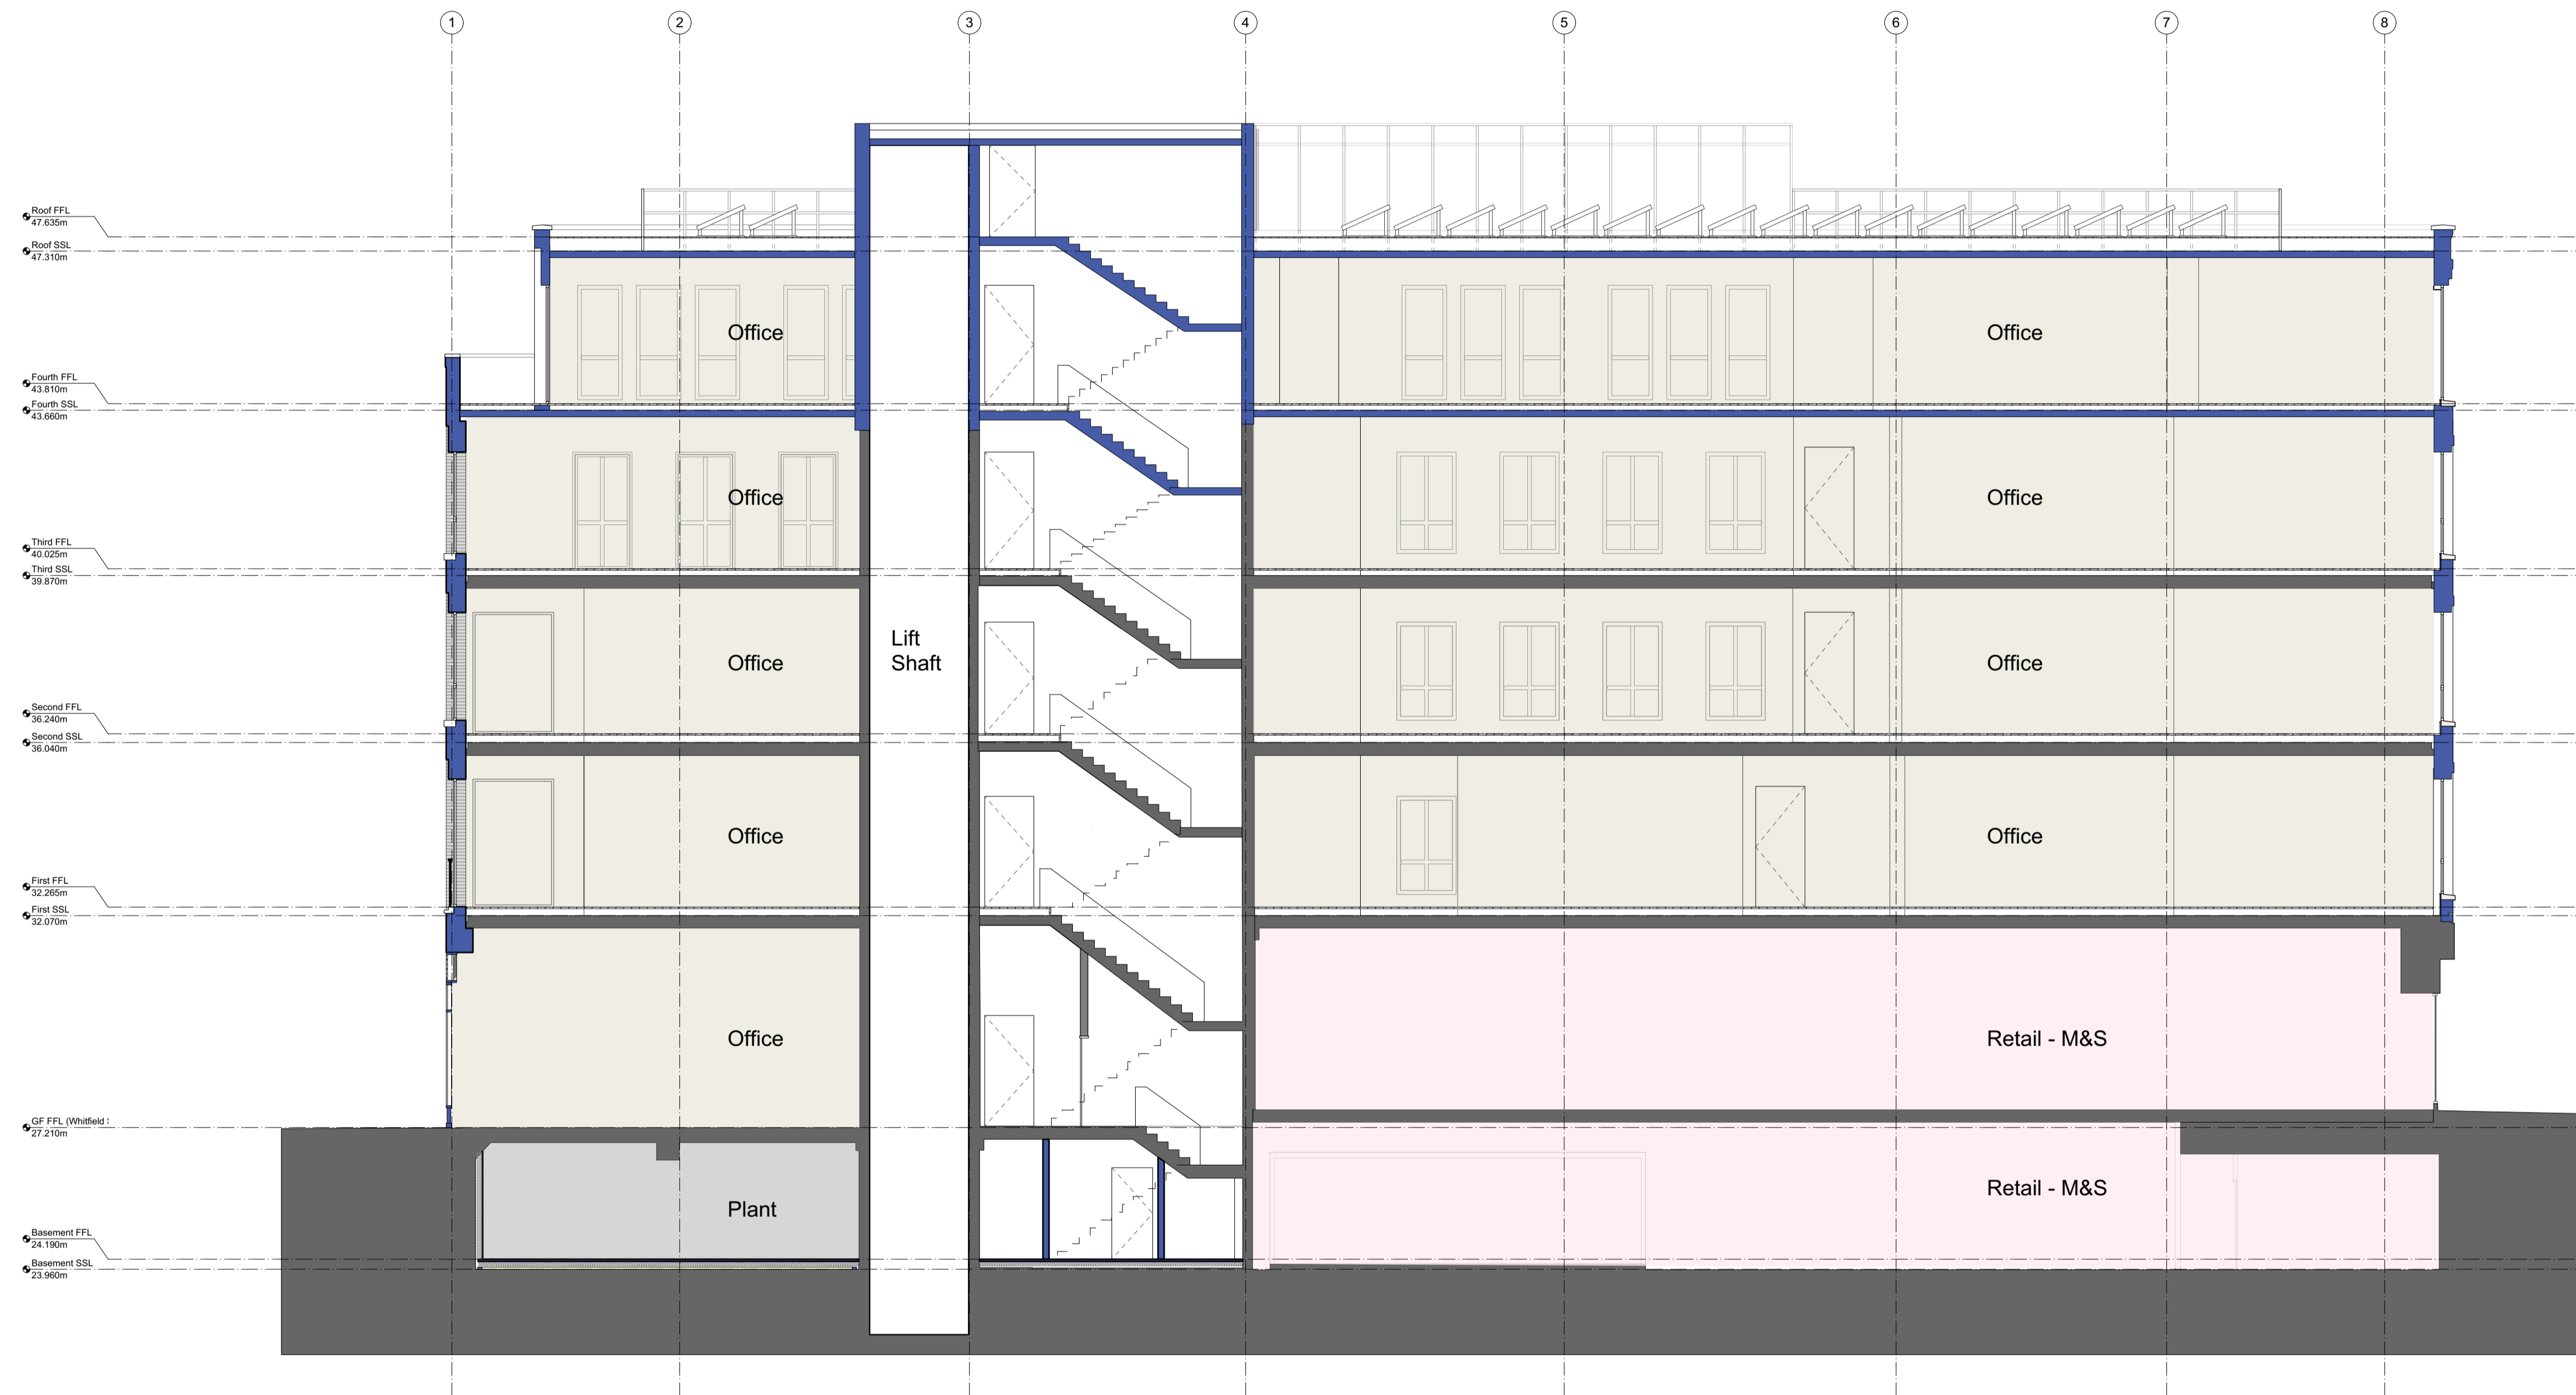 1 2 3 4 5 6 7 8
Roof FFL
47.635m
Roof SSL
47.310m
Office Office
Fourth FFL
43.810m
Fourth SSL
43.660m
Office Office
Third FFL
40.025m
Third SSL
39.870m
Lift
Shaft
Office Office
Second FFL
36.240m
Second SSL
36.040m
Office Office
First FFL
32.265m
First SSL
32.070m
Office Retail - M&S
GF FFL (Whitfield
27.210m
Plant Retail - M&S
Basement FFL
24.190m
Basement SSL
23.960m